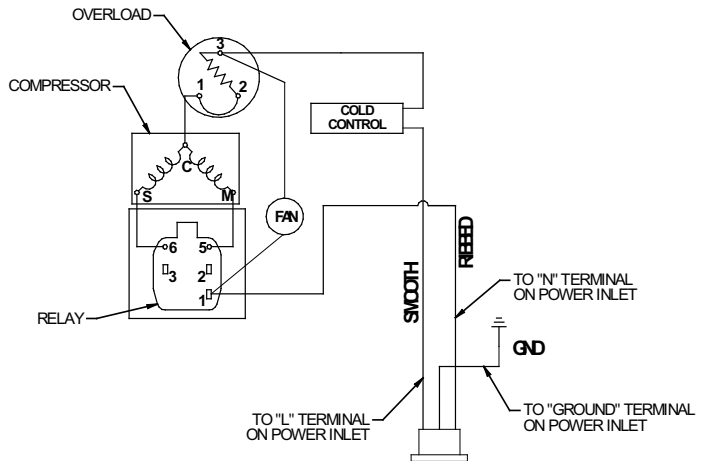 OVERLOAD
3
COMPRESSOR
1 2
COLD
CONTROL
C
S M
FAN
6 5
3 2
1
RELAY
SMOOTH
RIBBED
TO "N" TERMINAL
ON POWER INLET
GND
TO "L" TERMINAL
ON POWER INLET
TO "GROUND" TERMINAL
ON POWER INLET